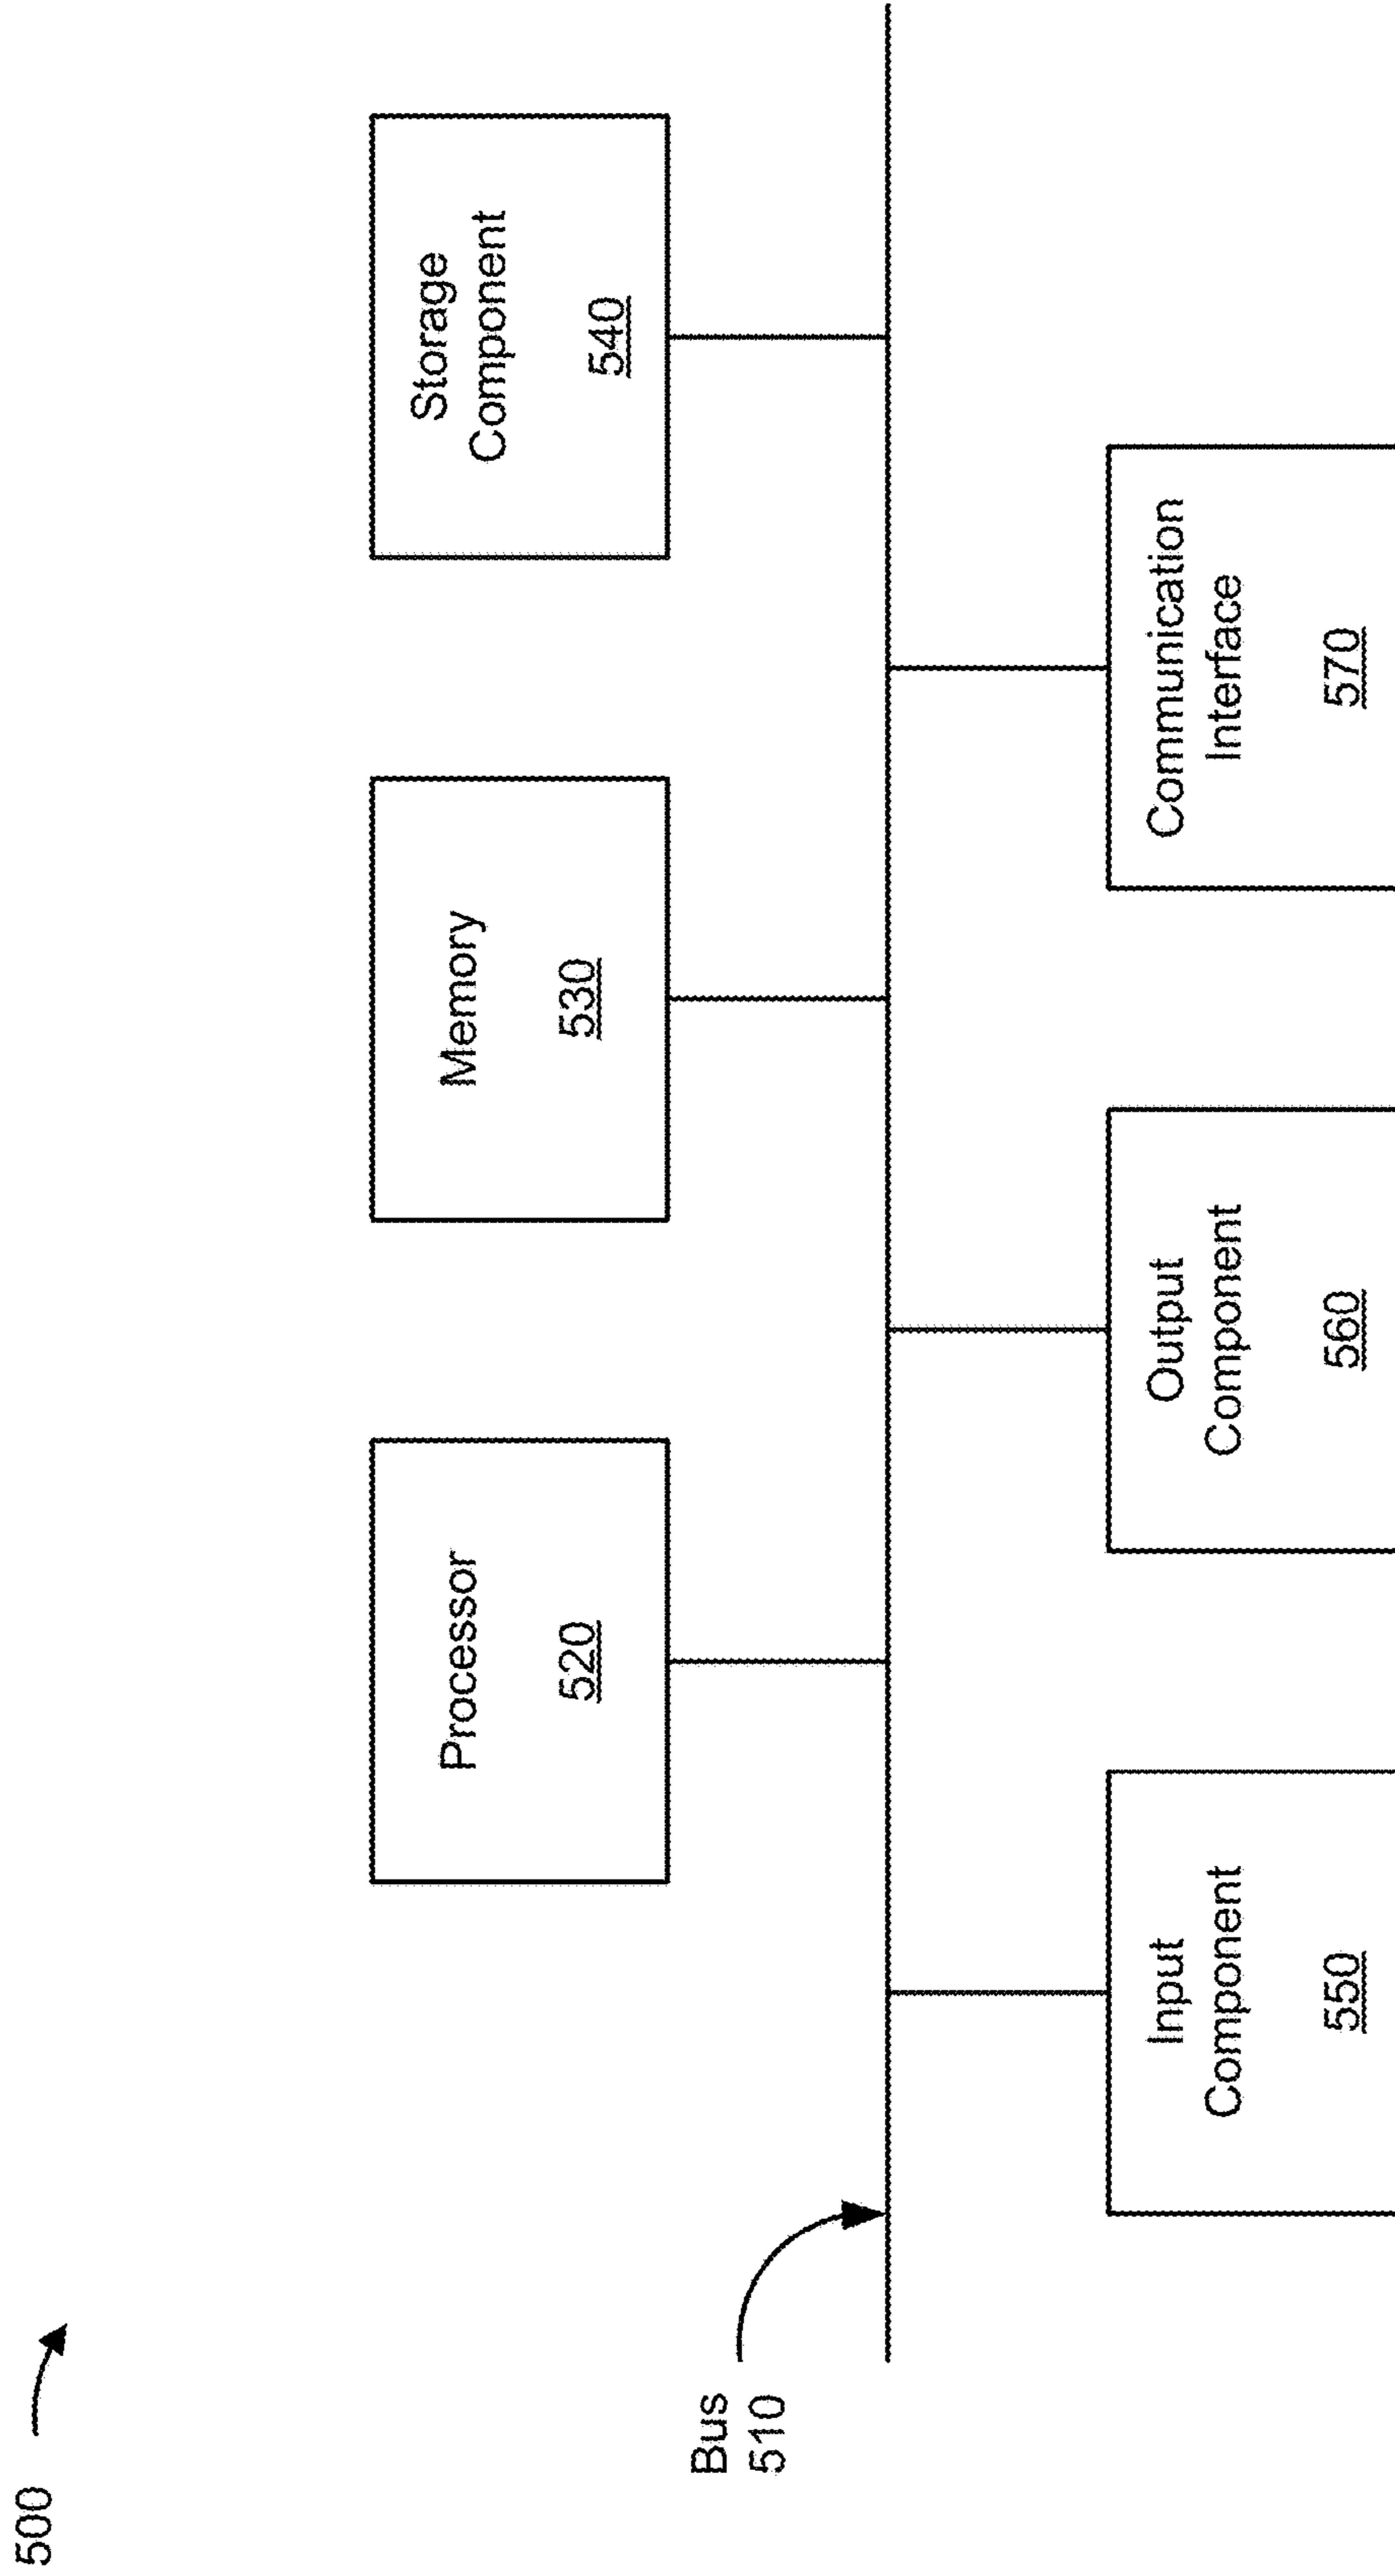 500
Processor
520
Memory
530
Storage
Component
540
Bus
510
Input
Component
550
Output
Component
560
Communication
Interface
570